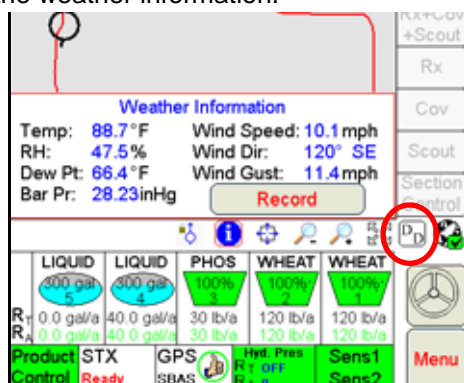 the weather information.
Rx+Cov
+Scout
Rx
Cov
Scout
Section
Control
Weather Information
Temp: 88.7°F Wind Speed: 10.1 mph
RH: 47.5% Wind Dir: 120° SE
Dew Pt: 66.4°F Wind Gust: 11.4 mph
Bar Pr: 28.23inHg
Record
D D
LIQUID LIQUID PHOS WHEAT WHEAT
300 gal 300 gal 100% 100% 100%
5 4 3 2 1
RT 0.0 gal/a 40.0 gal/a 30 lb/a 120 lb/a 120 lb/a
RA 0.0 gal/a 40.0 gal/a 30 lb/a 120 lb/a 120 lb/a
Product STX GPS Hyd. Pres Sens1
RT OFF
Control Ready SBAS Sens2
Menu